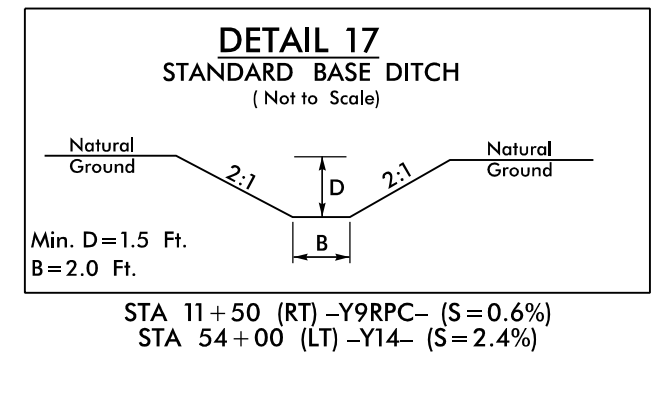 DETAIL 17
STANDARD BASE DITCH
( Not to Scale)
Natural
Ground
2:1
D
2:1
Natural
Ground
B
Min. D=1.5 Ft.
B=2.0 Ft.
STA 11+50 (RT) –Y9RPC– (S=0.6%)
STA 54+00 (LT) –Y14– (S=2.4%)